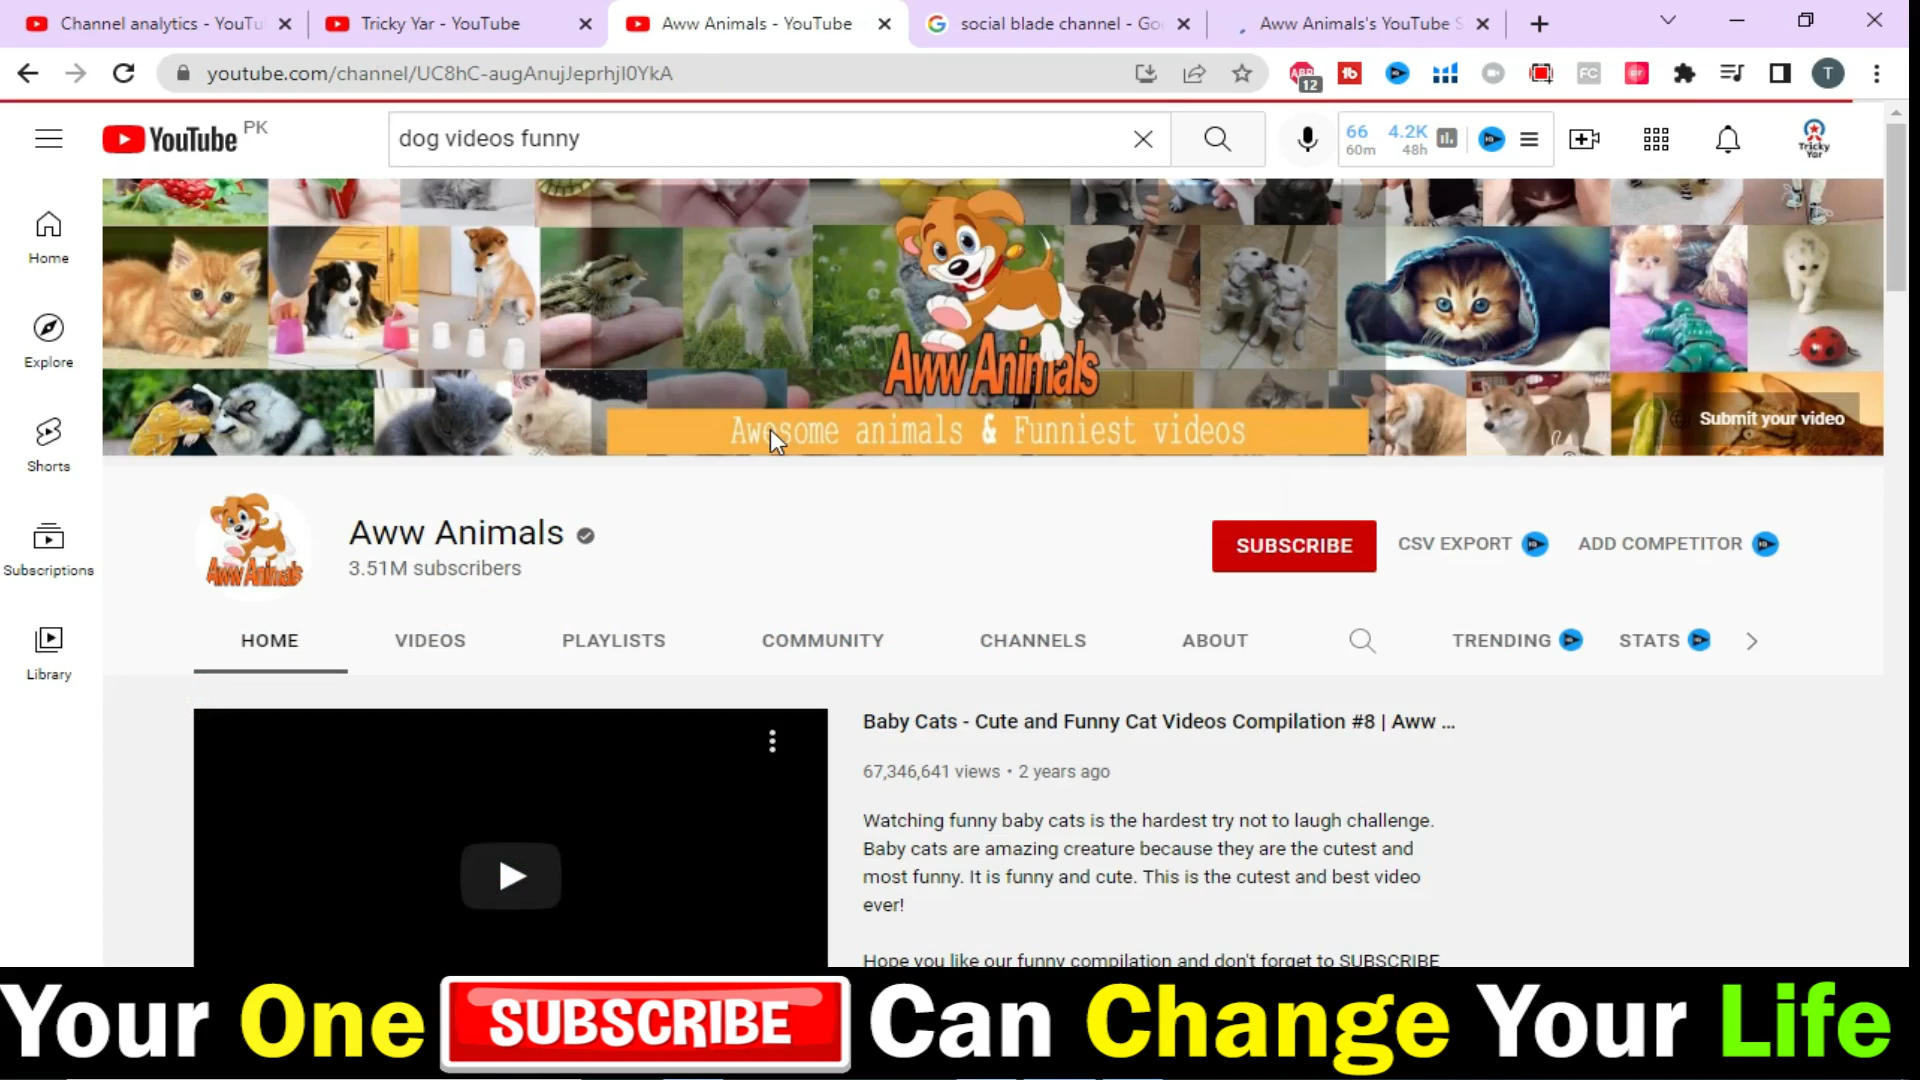 Channel analytics - YouTu
Tricky Yar - YouTube
Aww Animals - YouTube
social blade channel - Go
Aww Animals's YouTube S
youtube.com/channel/UC8hC-augAnujJeprhjI0YkA
12
T
YouTube PK
dog videos funny
66 4.2K
60m 48h
Tricky
Yar
Home
Explore
Shorts
Subscriptions
Library
Aww Animals
Awesome animals & Funniest videos
Submit your video
Aww Animals
Aww Animals
3.51M subscribers
SUBSCRIBE
CSV EXPORT
ADD COMPETITOR
HOME VIDEOS PLAYLISTS COMMUNITY CHANNELS ABOUT TRENDING STATS
Baby Cats - Cute and Funny Cat Videos Compilation #8 | Aww ...
67,346,641 views • 2 years ago
Watching funny baby cats is the hardest try not to laugh challenge.
Baby cats are amazing creature because they are the cutest and
most funny. It is funny and cute. This is the cutest and best video
ever!
Hope you like our funny compilation and don't forget to SUBSCRIBE
Your One SUBSCRIBE Can Change Your Life